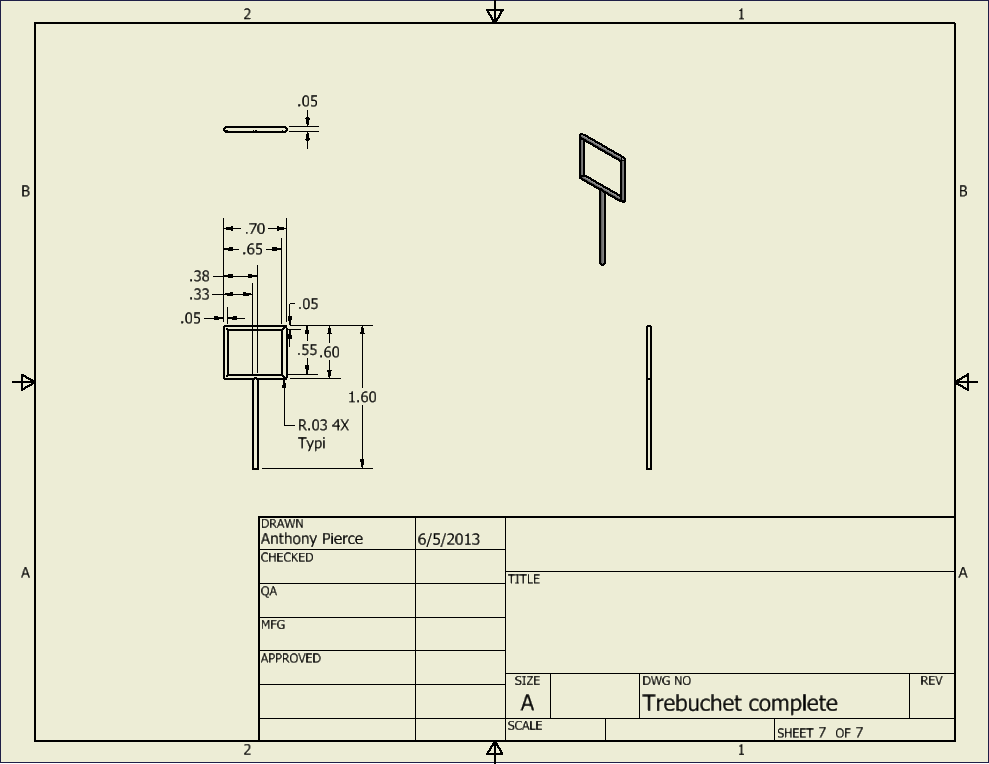 2 1
.05
B B
.70
.65
.38
.33
.05
.05
.55 .60
1.60
R.03 4X
Typi
DRAWN
Anthony Pierce 6/5/2013
CHECKED
A TITLE A
QA
MFG
APPROVED
SIZE DWG NO REV
A Trebuchet complete
SCALE
SHEET 7 OF 7
2 1